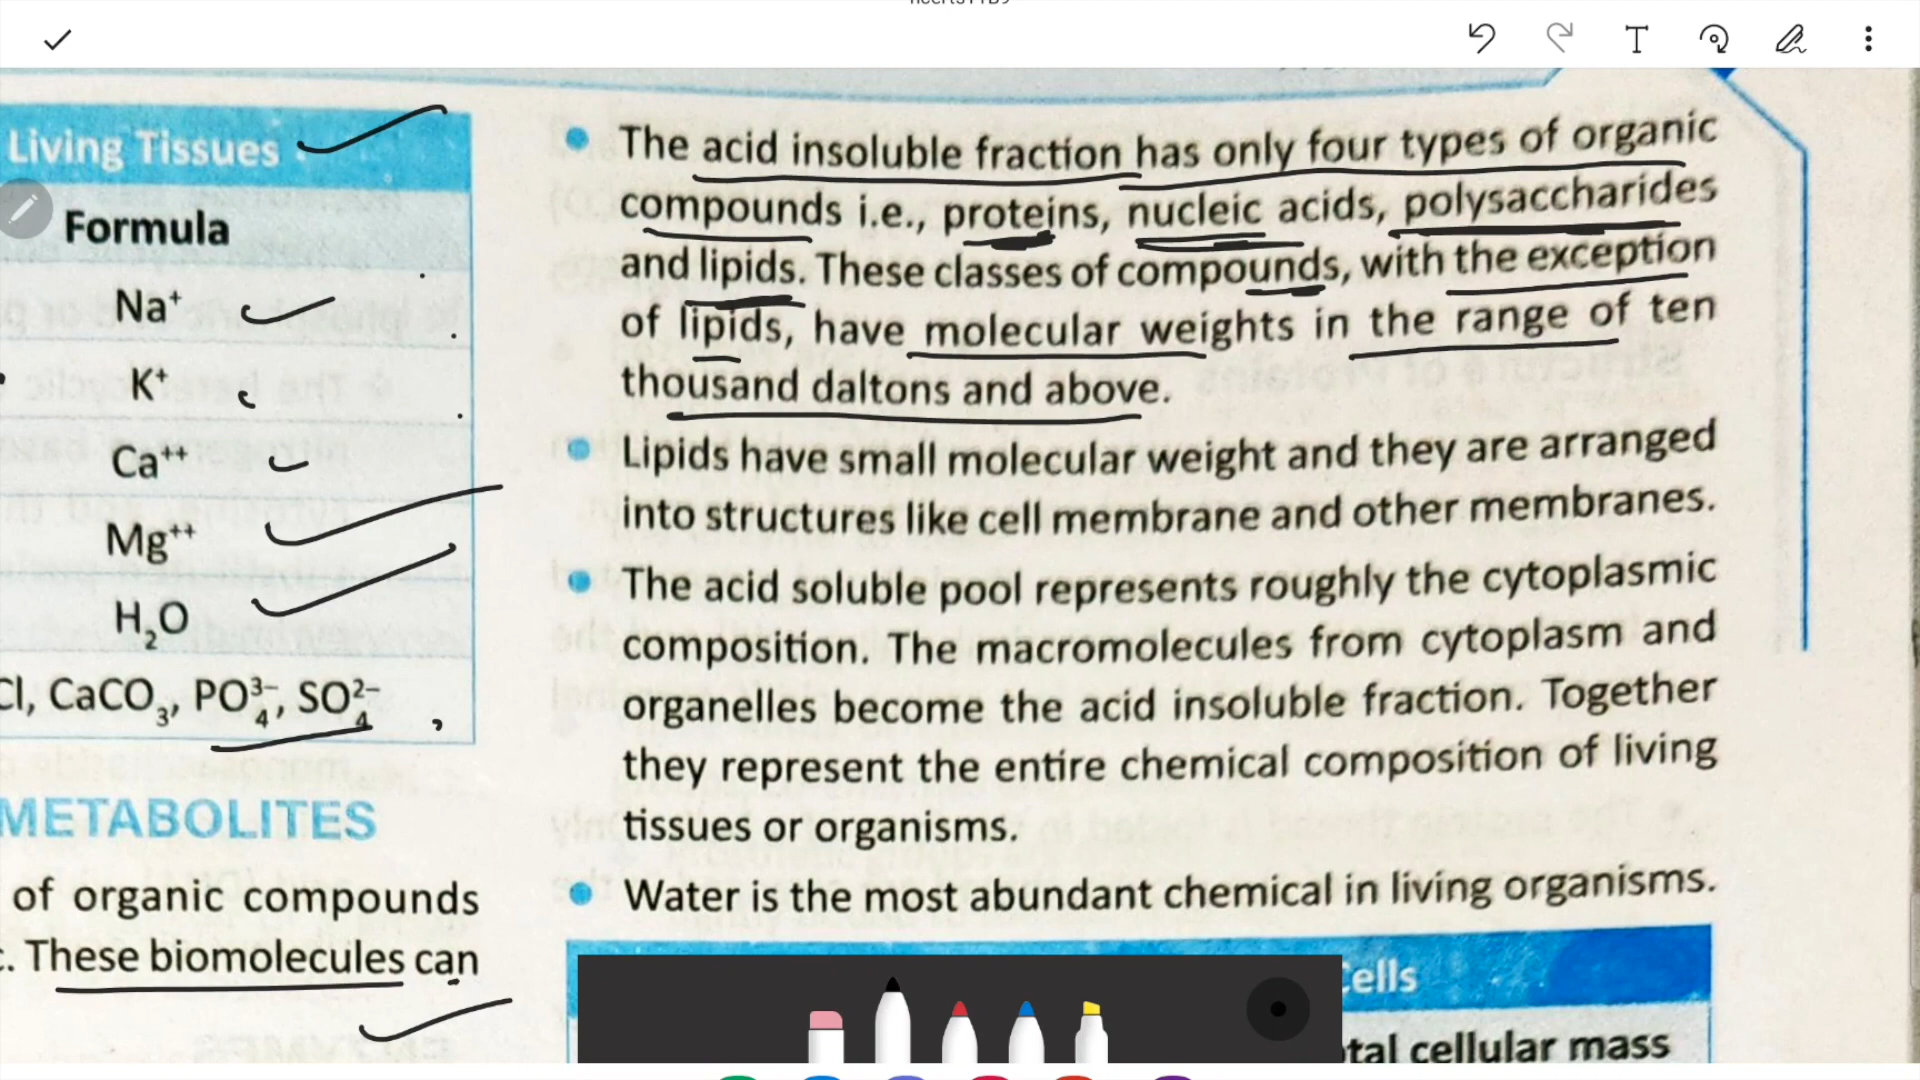 Living Tissues
Formula
Na⁺
K⁺
Ca⁺⁺
Mg⁺⁺
H₂O
Cl, CaCO₃, PO₄³⁻, SO₄²⁻
METABOLITES
of organic compounds
These biomolecules can
The acid insoluble fraction has only four types of organic
compounds i.e., proteins, nucleic acids, polysaccharides
and lipids. These classes of compounds, with the exception
of lipids, have molecular weights in the range of ten
thousand daltons and above.
Lipids have small molecular weight and they are arranged
into structures like cell membrane and other membranes.
The acid soluble pool represents roughly the cytoplasmic
composition. The macromolecules from cytoplasm and
organelles become the acid insoluble fraction. Together
they represent the entire chemical composition of living
tissues or organisms.
Water is the most abundant chemical in living organisms.
Cells
cellular mass